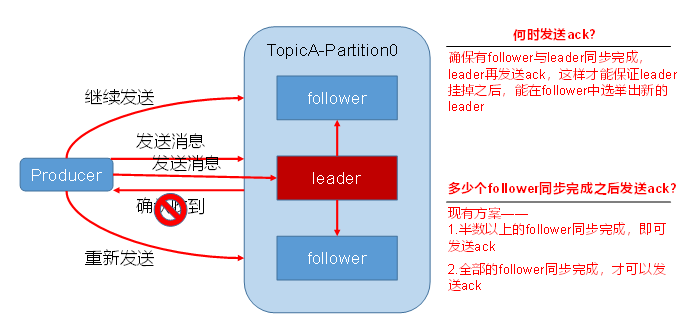 TopicA-Partition0
follower
继续发送
发送消息
发送消息
Producer
leader
确认收到
重新发送
follower
何时发送ack?
确保有follower与leader同步完成,
leader再发送ack, 这样才能保证leader
挂掉之后, 能在follower中选举出新的
leader
多少个follower同步完成之后发送ack?
现有方案——
1.半数以上的follower同步完成, 即可
发送ack
2.全部的follower同步完成, 才可以发
送ack